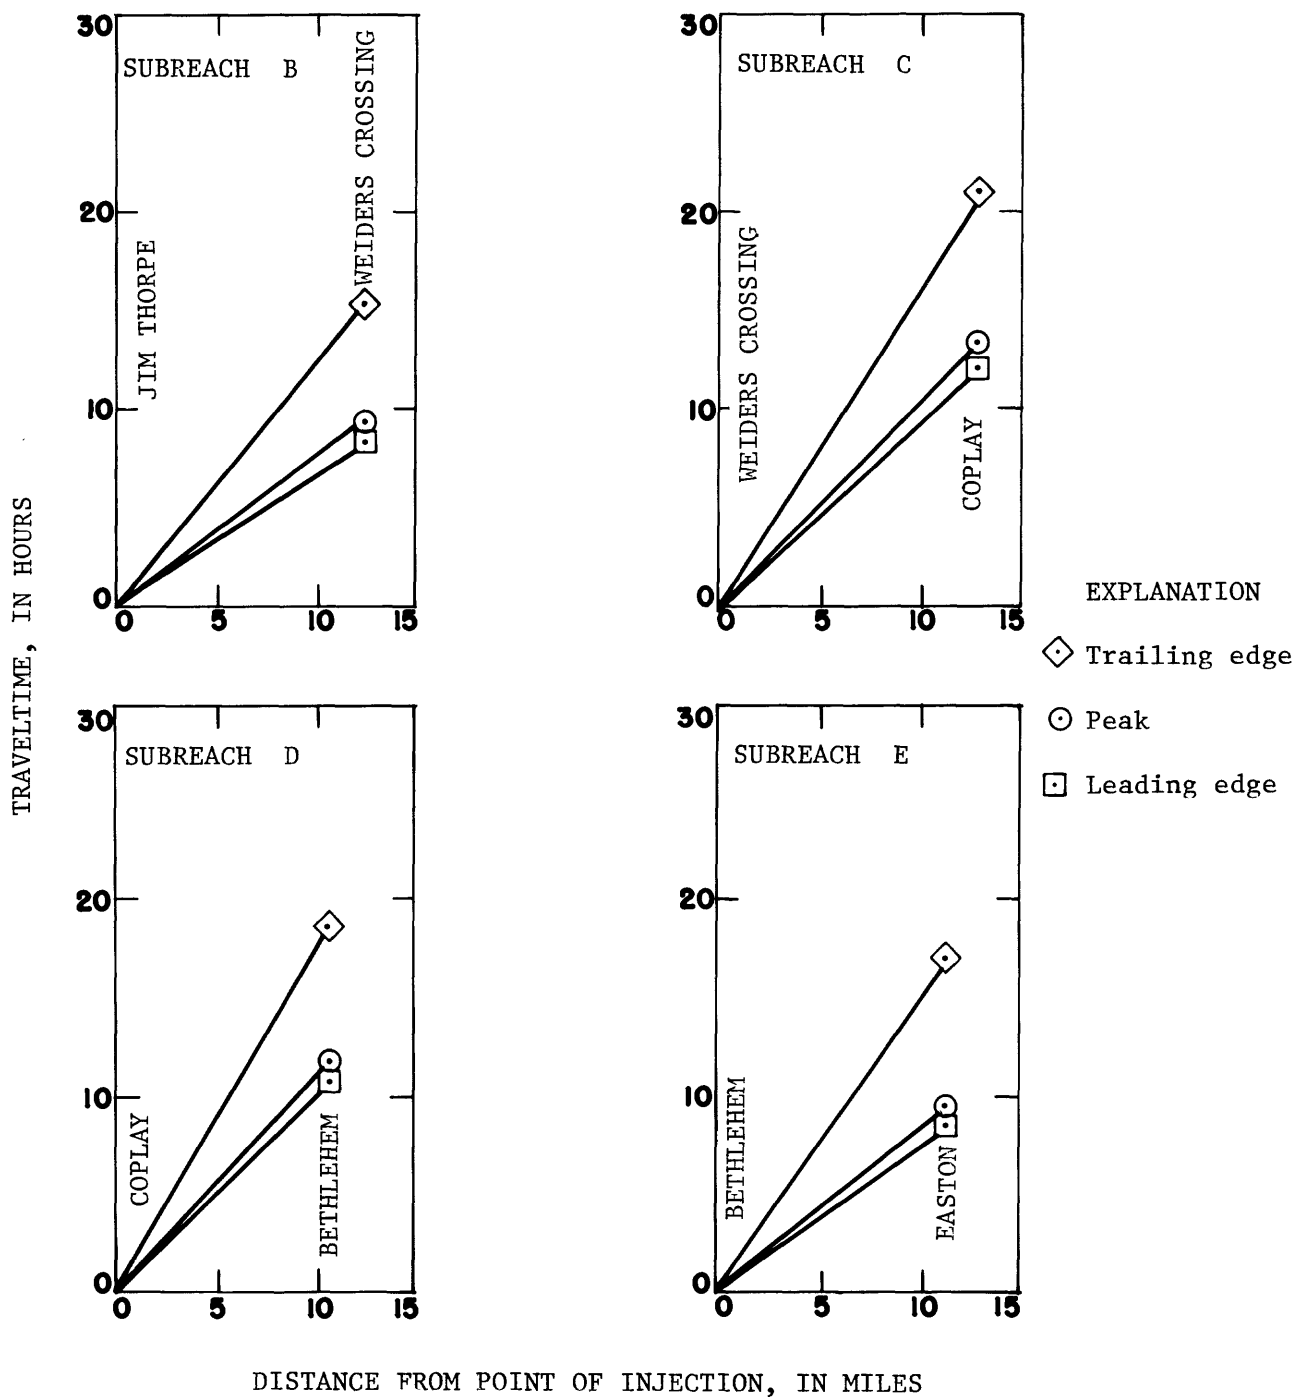 TRAVELTIME, IN HOURS
SUBREACH B
30
20
10
0
0 5 10 15
JIM THORPE
WEIDERS CROSSING
SUBREACH C
30
20
10
0
0 5 10 15
WEIDERS CROSSING
COPLAY
SUBREACH D
30
20
10
0
0 5 10 15
COPLAY
BETHLEHEM
SUBREACH E
30
20
10
0
0 5 10 15
BETHLEHEM
EASTON
EXPLANATION
Trailing edge
Peak
Leading edge
DISTANCE FROM POINT OF INJECTION, IN MILES